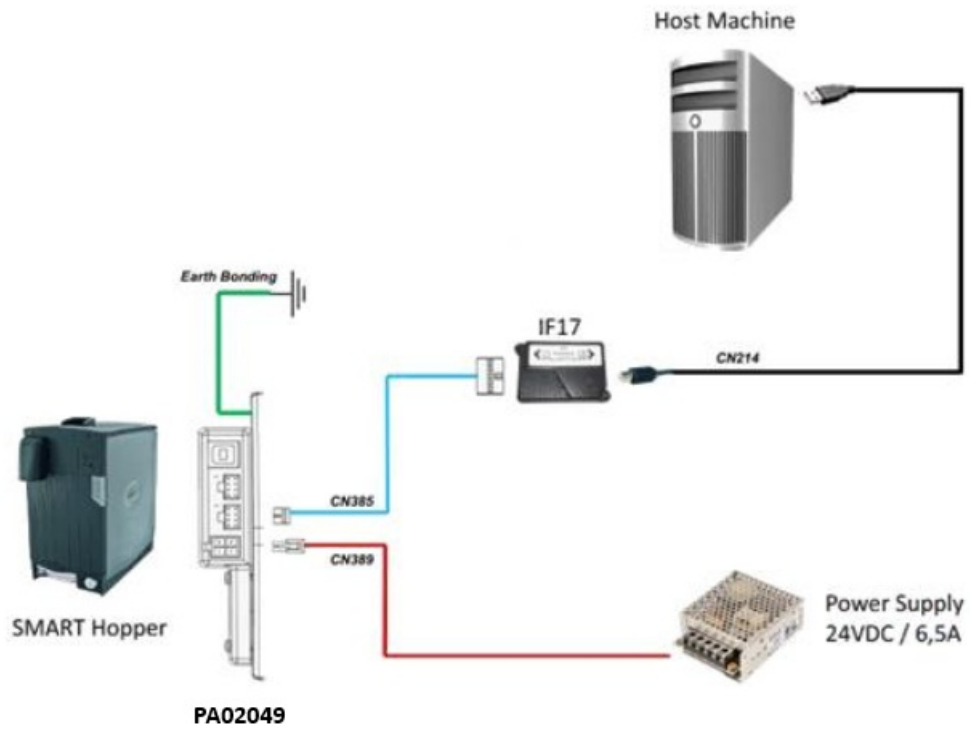 Host Machine
Earth Bonding
IF17
CN214
CN385
CN389
SMART Hopper
Power Supply
24VDC / 6,5A
PA02049